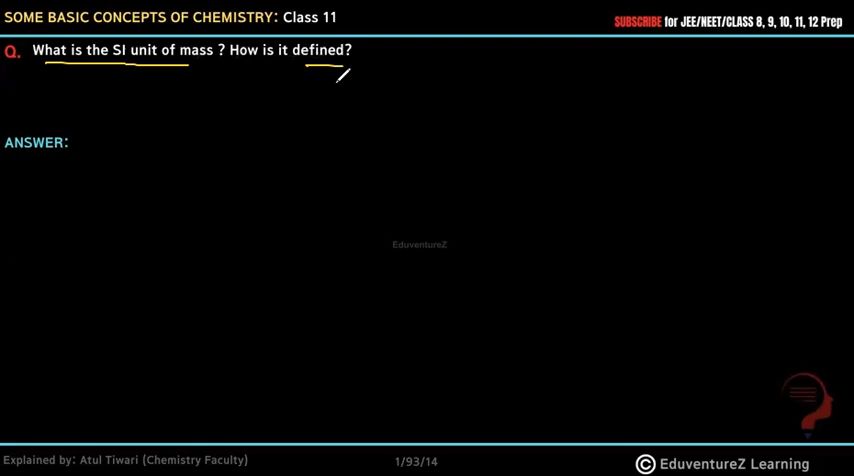 SOME BASIC CONCEPTS OF CHEMISTRY: Class 11
SUBSCRIBE for JEE/NEET/CLASS 8, 9, 10, 11, 12 Prep
Q. What is the SI unit of mass ? How is it defined?
ANSWER:
EduventureZ
Explained by: Atul Tiwari (Chemistry Faculty)
1/93/14
© EduventureZ Learning